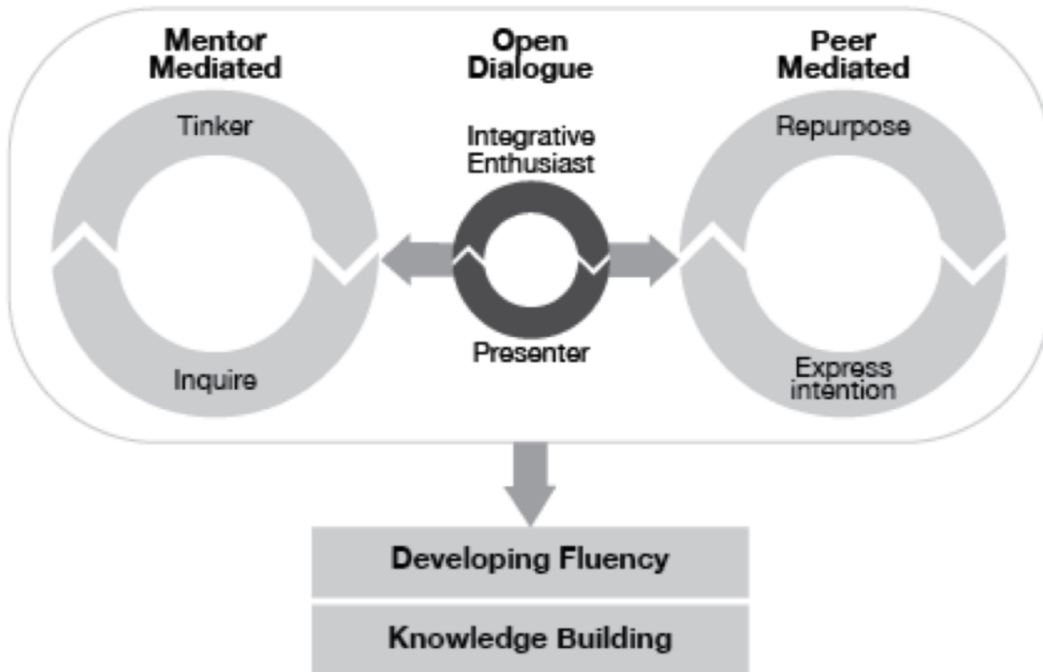 Mentor
Mediated
Open
Dialogue
Peer
Mediated
Tinker
Integrative
Enthusiast
Repurpose
Inquire
Presenter
Express
intention
Developing Fluency
Knowledge Building